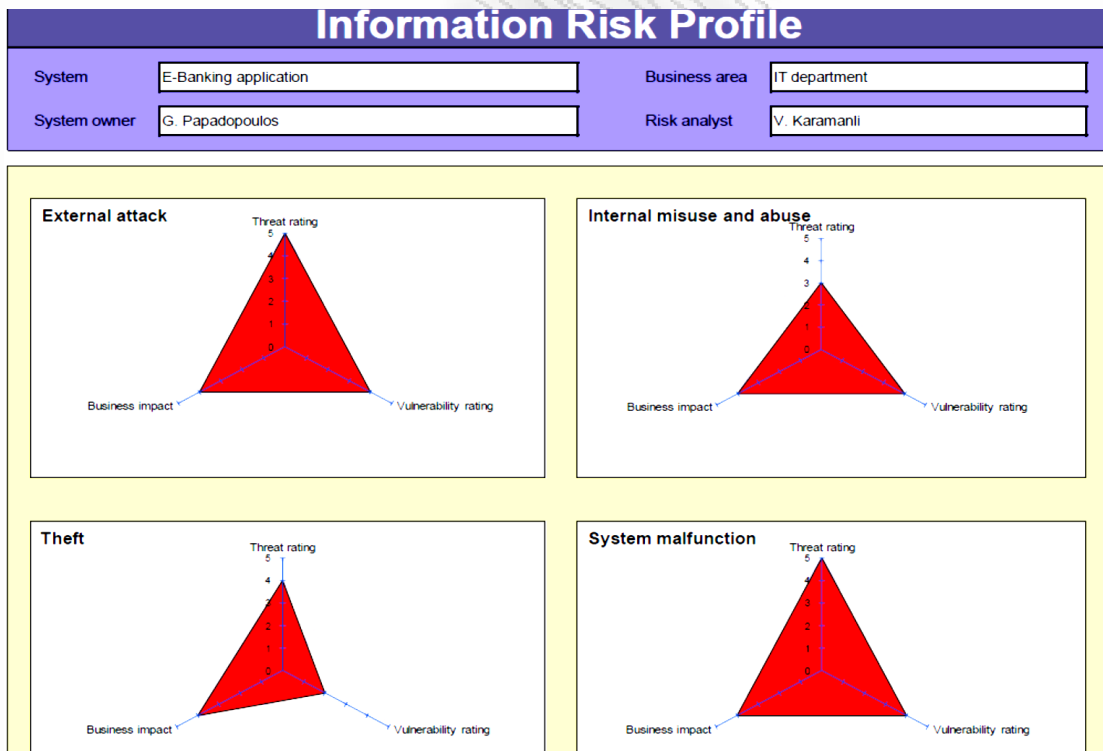 Information Risk Profile
System E-Banking application Business area IT department
System owner G. Papadopoulos Risk analyst V. Karamanli
External attack
Threat rating
5
4
3
2
1
0
Business impact
Vulnerability rating
Internal misuse and abuse
Threat rating
5
4
3
2
1
0
Business impact
Vulnerability rating
Theft
Threat rating
5
4
3
2
1
0
Business impact
Vulnerability rating
System malfunction
Threat rating
5
4
3
2
1
0
Business impact
Vulnerability rating